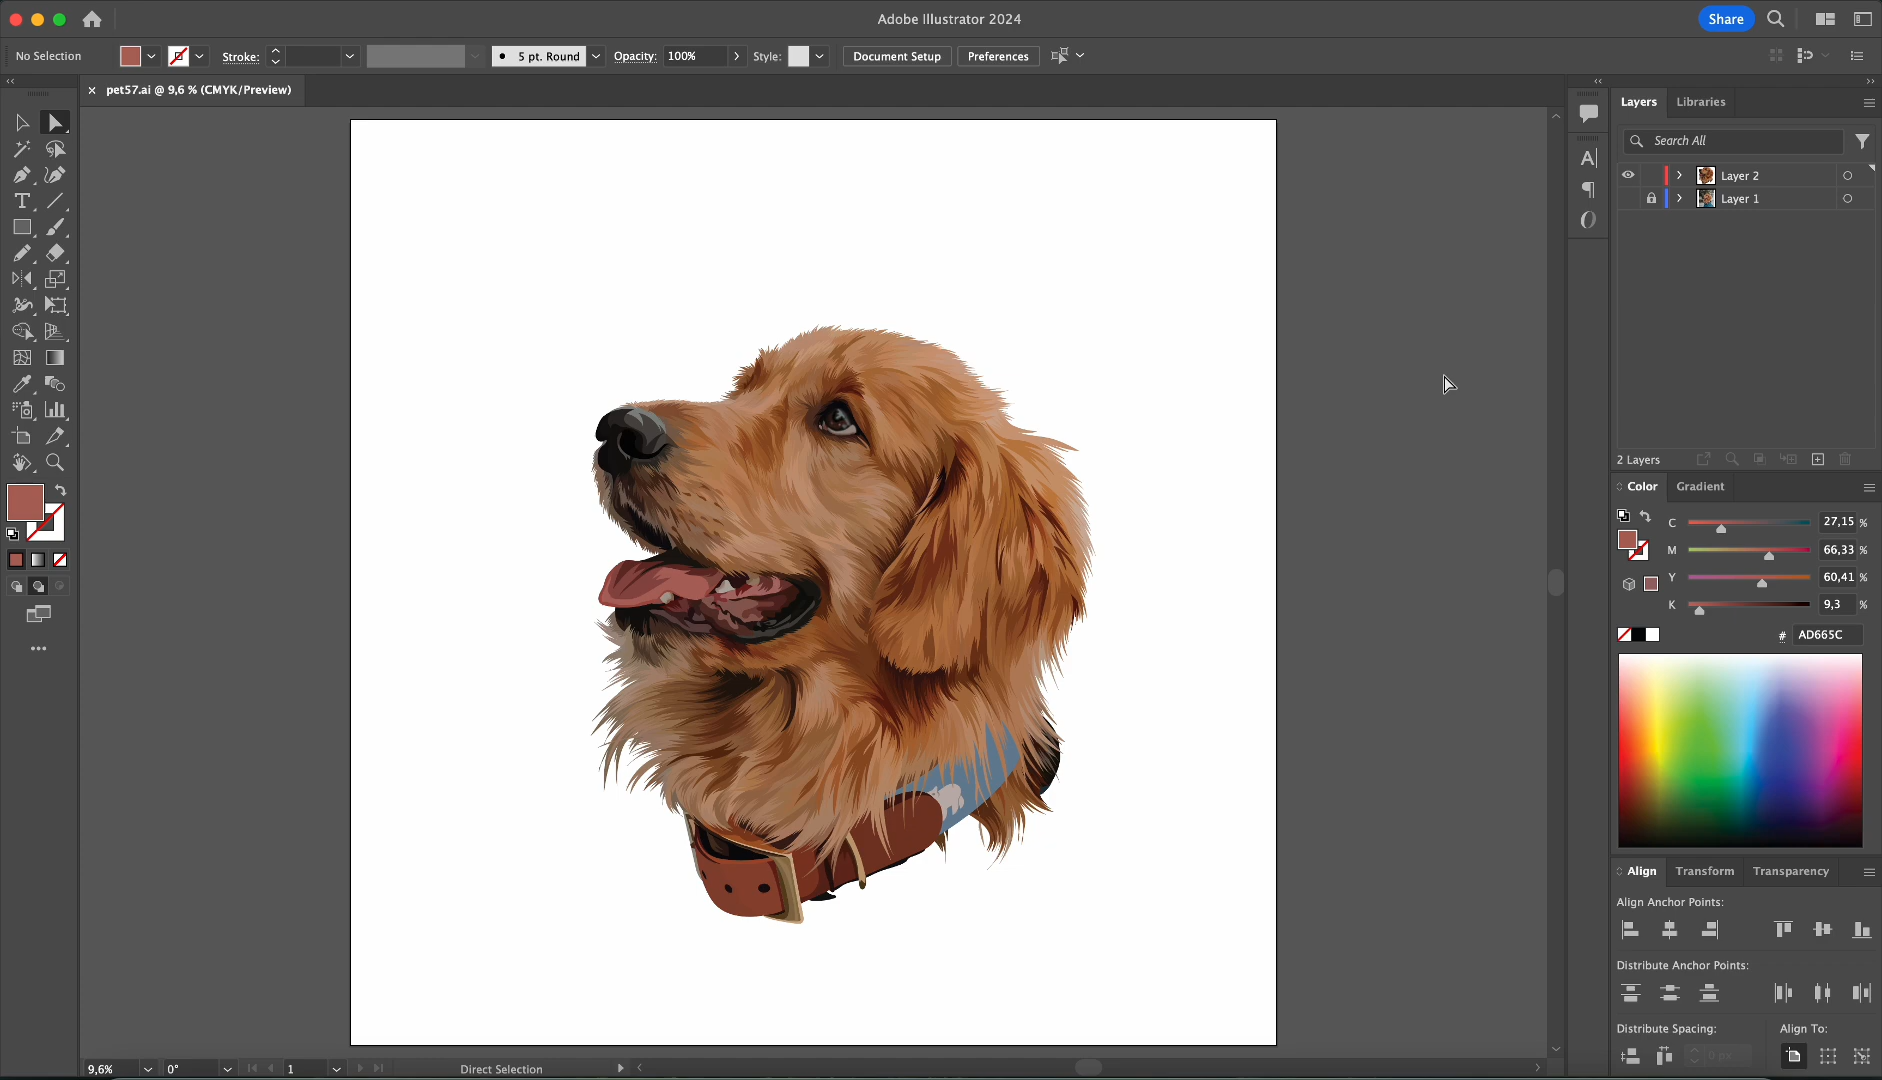 Adobe Illustrator 2024
Share
No Selection
Stroke:
5 pt. Round
Opacity: 100%
Style:
Document Setup
Preferences
pet57.ai @ 9,6 % (CMYK/Preview)
Layers Libraries
Search All
Layer 2
Layer 1
2 Layers
Color Gradient
C 27,15 %
M 66,33 %
Y 60,41 %
K 9,3 %
# AD665C
Align Transform Transparency
Align Anchor Points:
Distribute Anchor Points:
Distribute Spacing: Align To:
0 px
9,6% 0° 1 Direct Selection